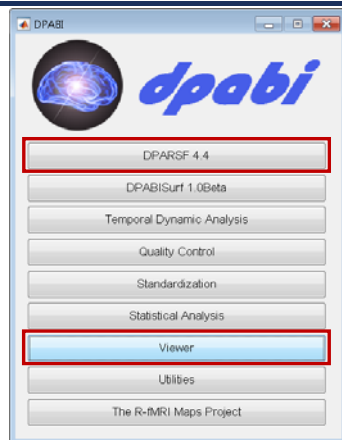 DPABI
dpabi
DPARSF 4.4
DPABISurf 1.0Beta
Temporal Dynamic Analysis
Quality Control
Standardization
Statistical Analysis
Viewer
Utilities
The R-fMRI Maps Project